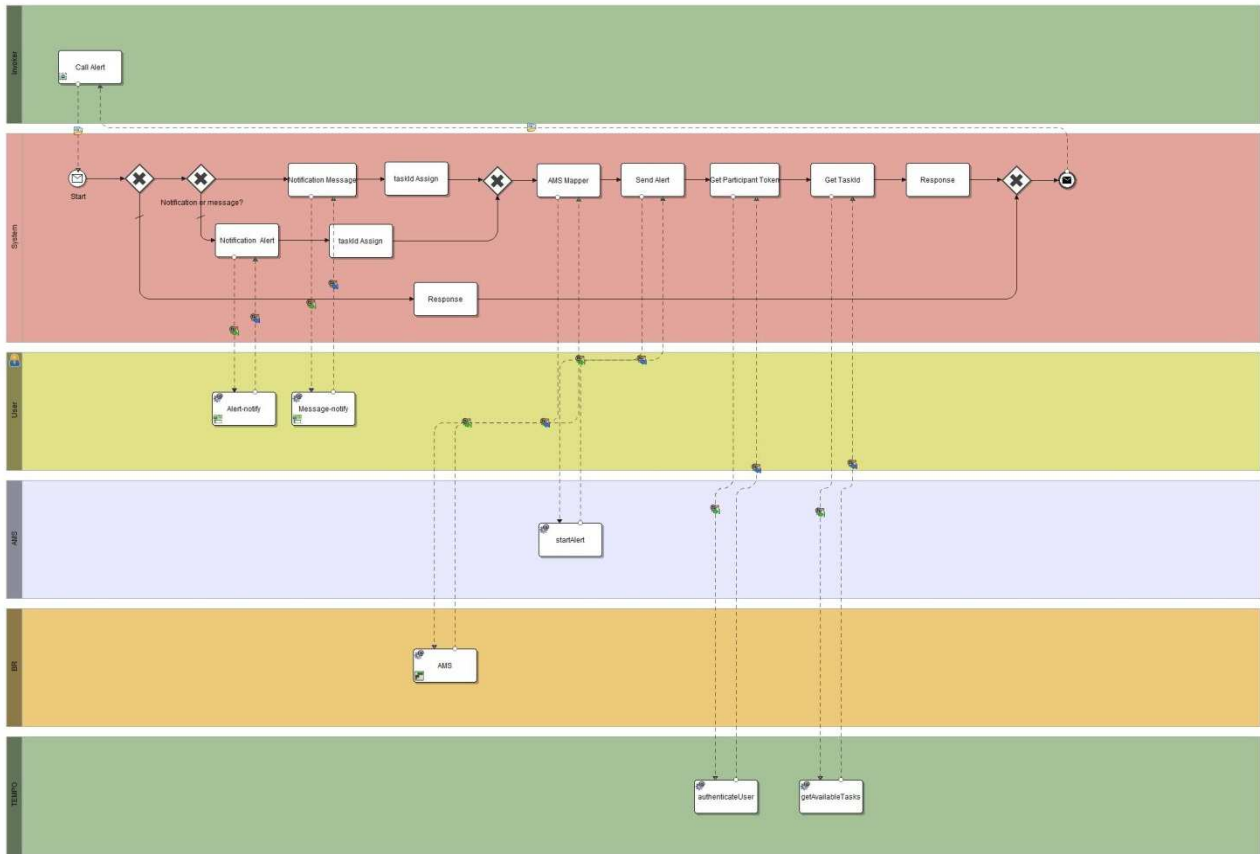 Invoker
Call Alert
System
Start
Notification or message?
Notification Message
taskId Assign
AMS Mapper
Send Alert
Get Participant Token
Get TaskId
Response
Notification Alert
taskId Assign
Response
User
Alert-notify
Message-notify
AMS
startAlert
BR
AMS
TEMPO
authenticateUser
getAvailableTasks